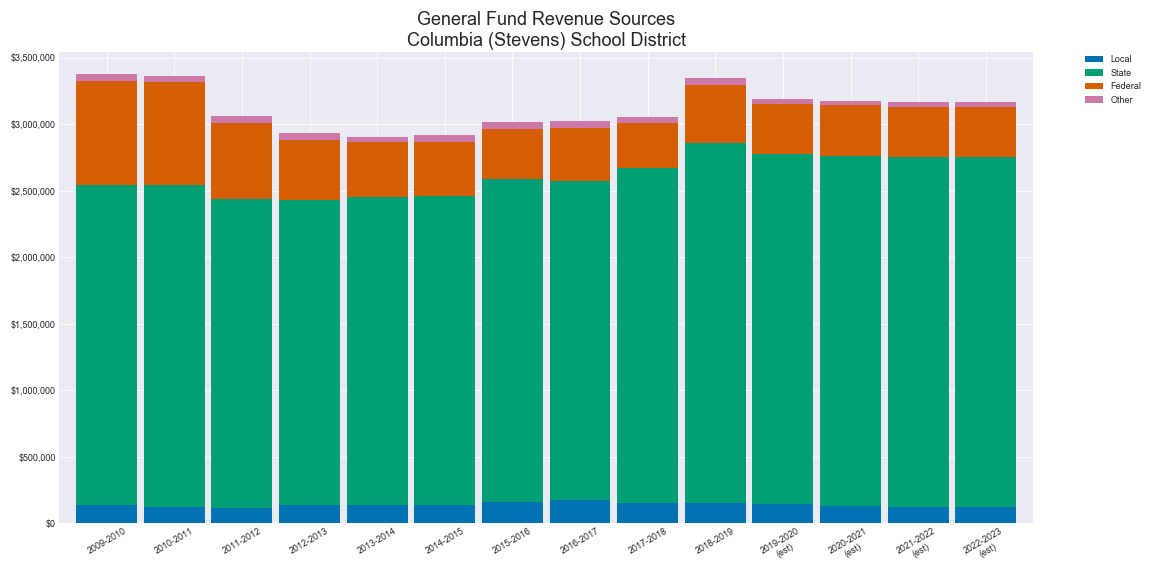 General Fund Revenue Sources
Columbia (Stevens) School District
$3,500,000
$3,000,000
$2,500,000
$2,000,000
$1,500,000
$1,000,000
$500,000
$0
2009-2010
2010-2011
2011-2012
2012-2013
2013-2014
2014-2015
2015-2016
2016-2017
2017-2018
2018-2019
2019-2020
(est)
2020-2021
(est)
2021-2022
(est)
2022-2023
(est)
Local
State
Federal
Other